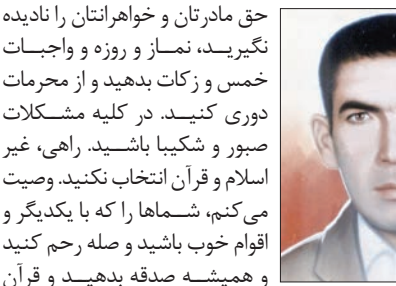 حق مادرتان و خواهرانتان را نادیده
نگیرید، نماز و روزه و واجبات
خمس و زکات بدهید و از محرمات
دوری کنید. در کلیه مشکلات
صبور و شکیبا باشید. راهی، غیر
اسلام و قرآن انتخاب نکنید. وصیت
می‌کنم، شماها را که با یکدیگر و
اقوام خوب باشید و صله رحم کنید
و همیشه صدقه بدهید و قرآن